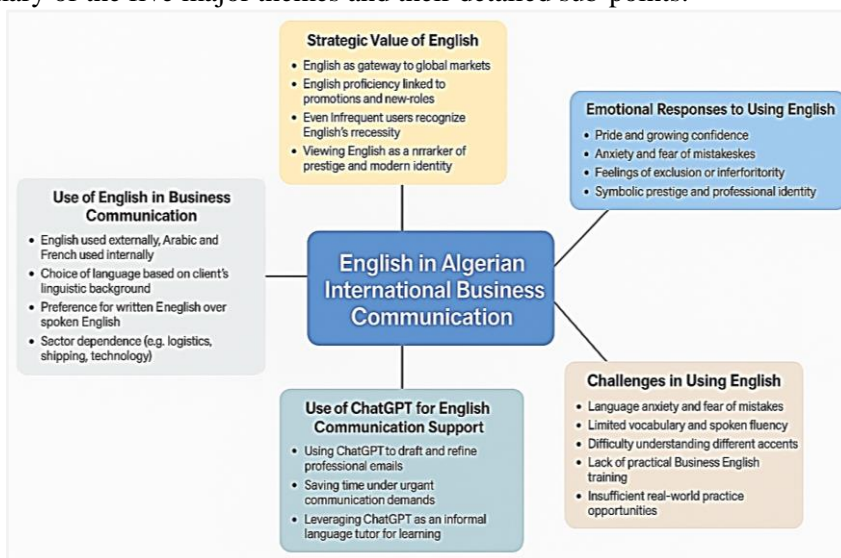 ary of the five major themes and their detailed sub-points.
Strategic Value of English
• English as gateway to global markets
• English proficiency linked to
promotions and new-roles
• Even Infrequent users recognize
English's rrecessity
• Viewing English as a nrrarker of
prestige and modern identity
Emotional Responses to Using English
• Pride and growing confidence
• Anxiety and fear of mistakeskes
• Feelings of exclusion or inferforitority
• Symbolic prestige and professional identity
Use of English in Business
Communication
• English used externally, Arabic and
French used internally
• Choice of language based on client's
linguistic background
• Preference for written Eneglish over
spoken English
• Sector dependence (e.g. logistics,
shipping, technology)
English in Algerian
International Business
Communication
Use of ChatGPT for English
Communication Support
• Using ChatGPT to draft and refine
professional emails
• Saving time under urgant
communication demands
• Leveraging ChatGPT as an informal
language tutor for learning
Challenges in Using English
• Language anxiety and fear of mistakes
• Limited vocabulary and spoken fluency
• Difficulty understanding different accents
• Lack of practical Business English
training
• Insufficient real-world practice
opportunities